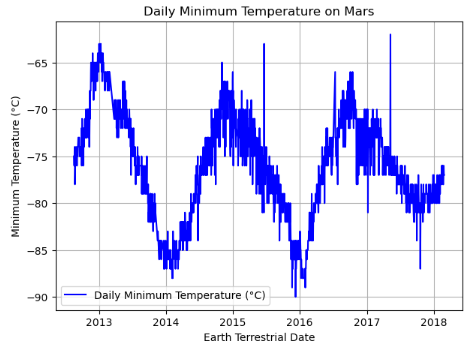 Daily Minimum Temperature on Mars
Minimum Temperature (°C)
−65
−70
−75
−80
−85
−90
Daily Minimum Temperature (°C)
2013 2014 2015 2016 2017 2018
Earth Terrestrial Date